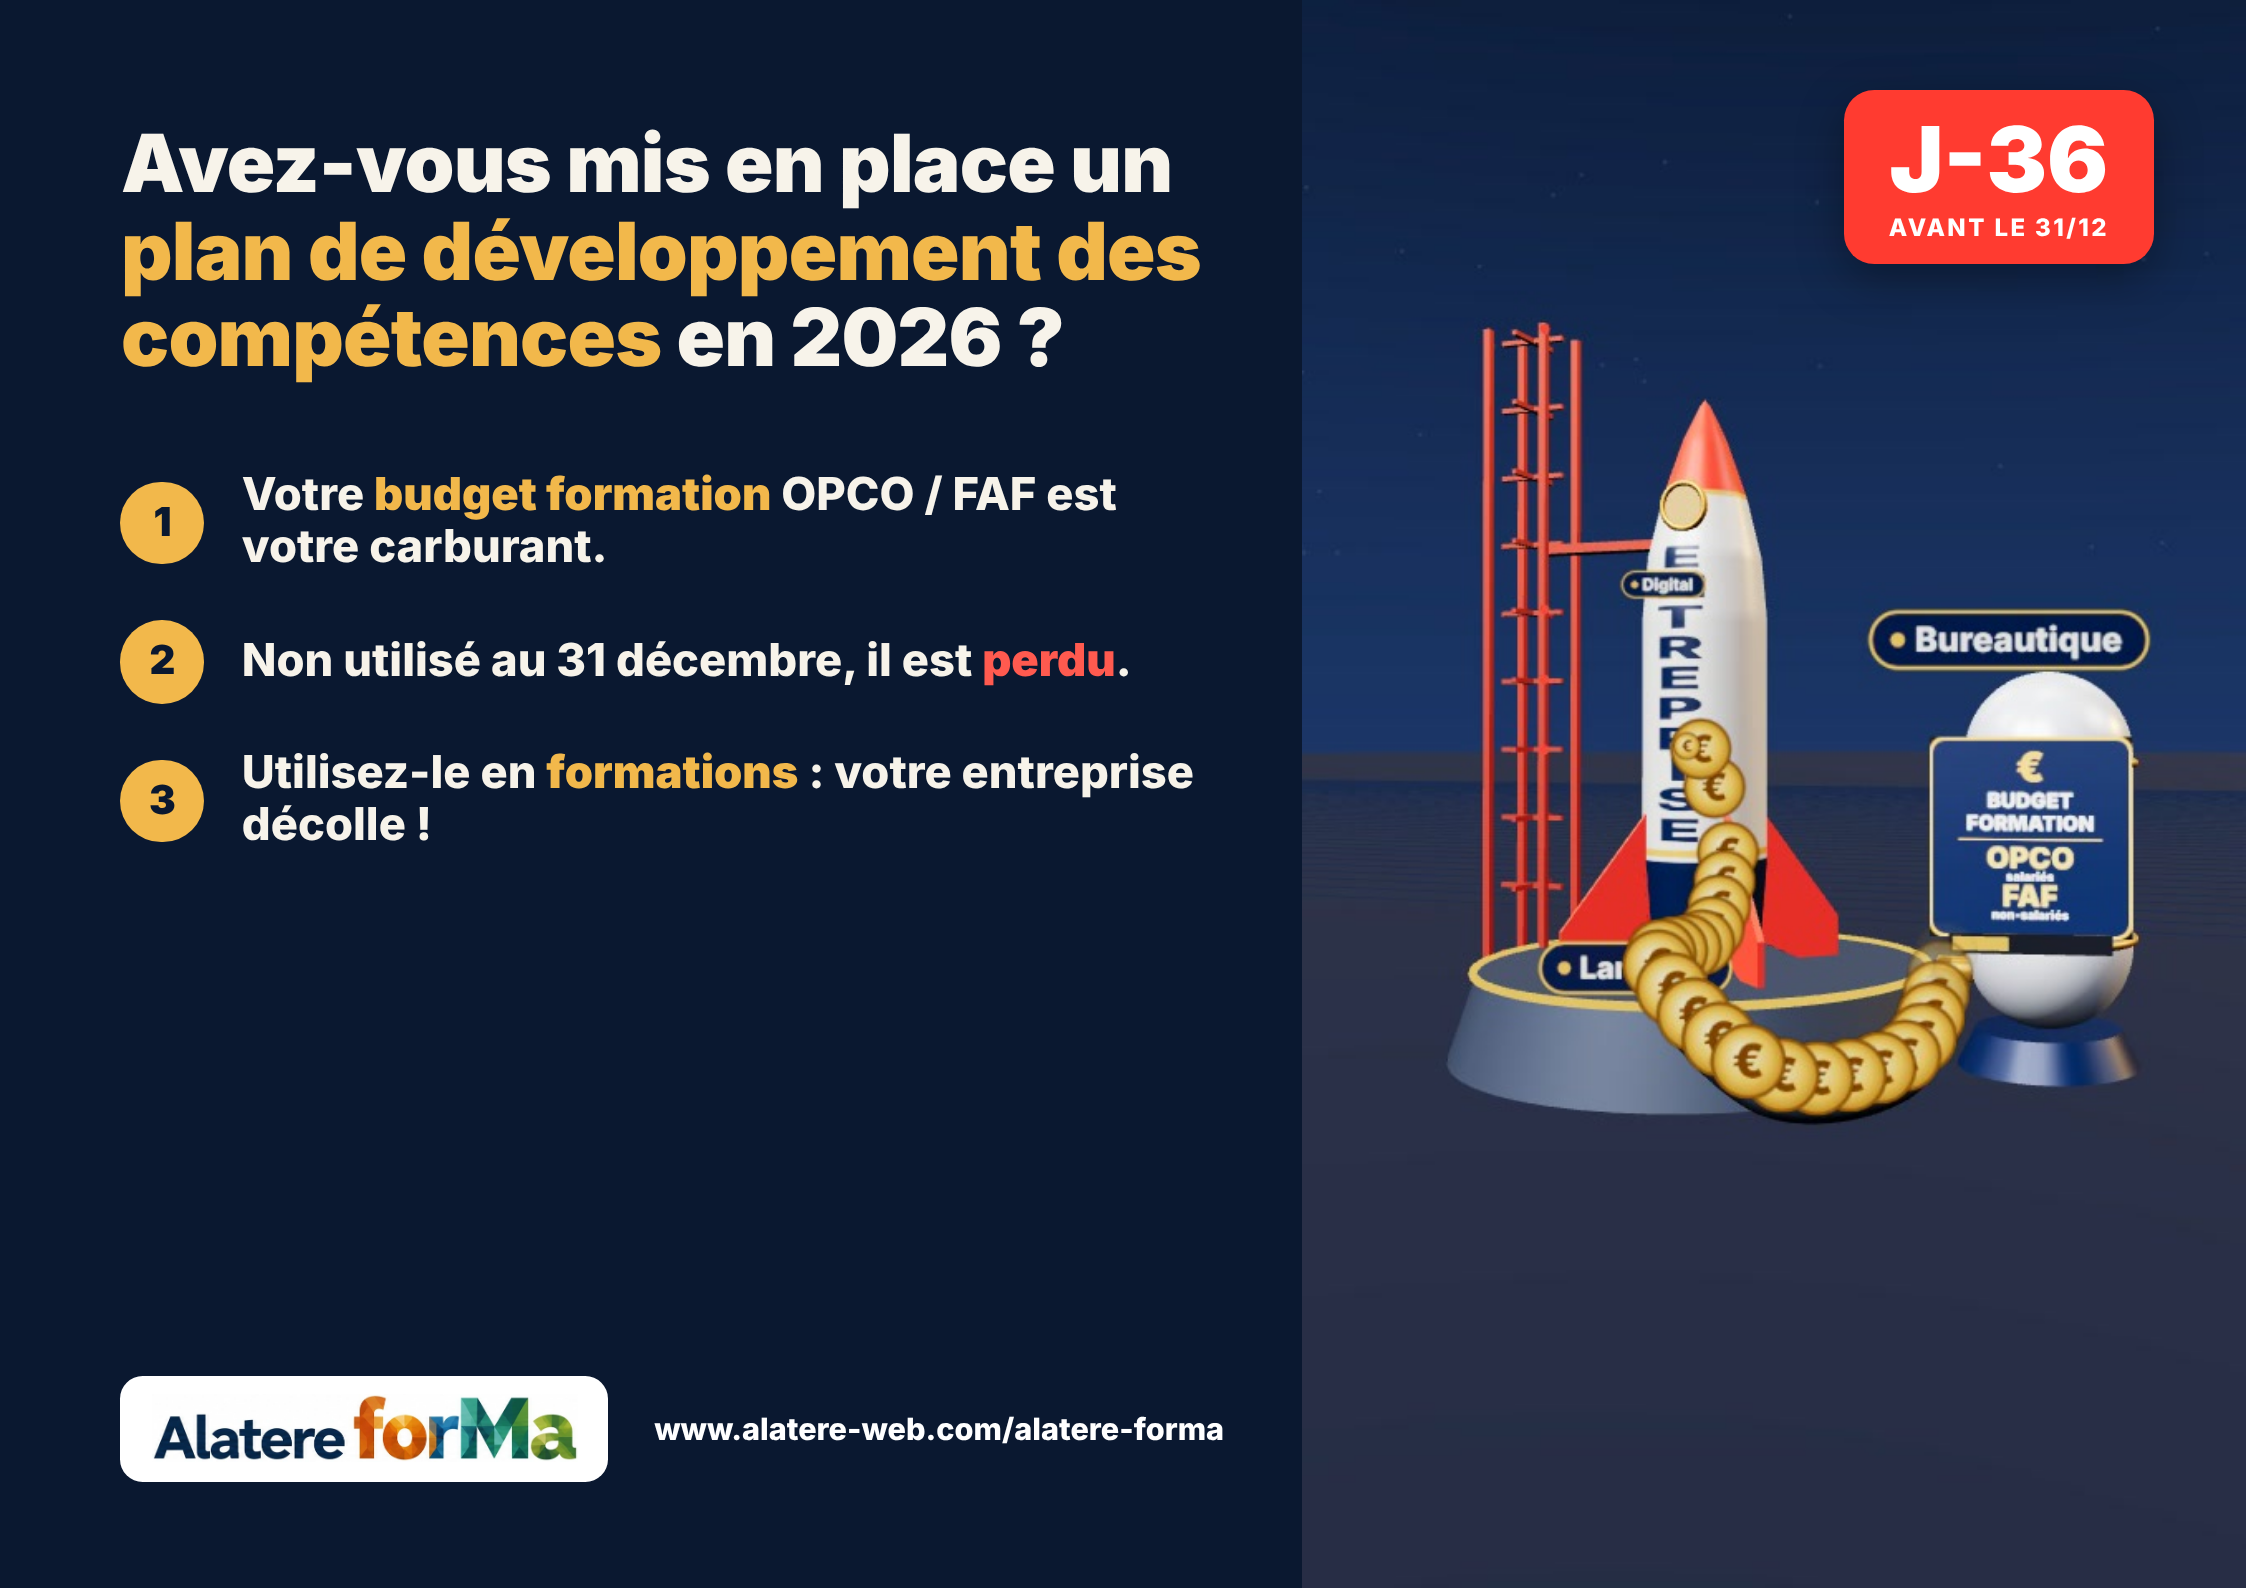 Avez-vous mis en place un
plan de développement des
compétences en 2026 ?
1
Votre budget formation OPCO / FAF est
votre carburant.
2
Non utilisé au 31 décembre, il est perdu.
3
Utilisez-le en formations : votre entreprise
décolle !
Alatere forMa
www.alatere-web.com/alatere-forma
J-36
AVANT LE 31/12
Digital
Bureautique
€
BUDGET
FORMATION
OPCO
salariés
FAF
non-salariés